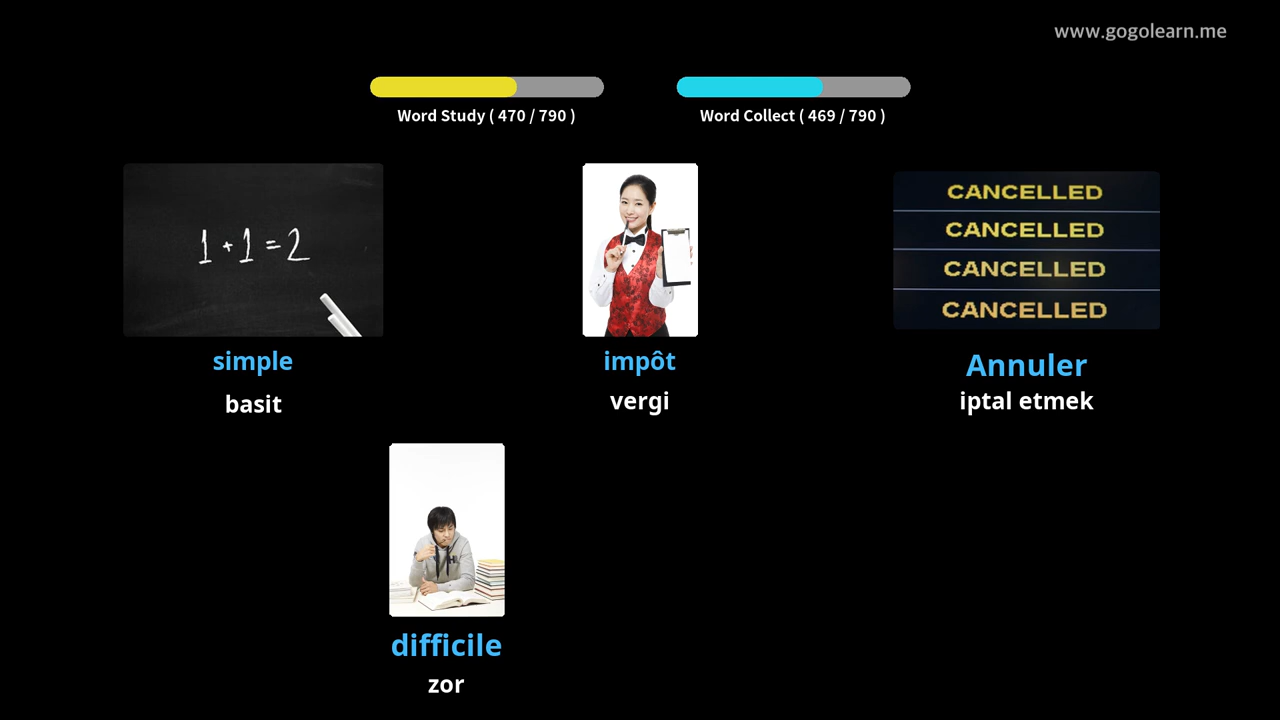 www.gogolearn.me
Word Study ( 470 / 790 )
Word Collect ( 469 / 790 )
1 + 1 = 2
CANCELLED
CANCELLED
CANCELLED
CANCELLED
simple
impôt
Annuler
basit
vergi
iptal etmek
difficile
zor